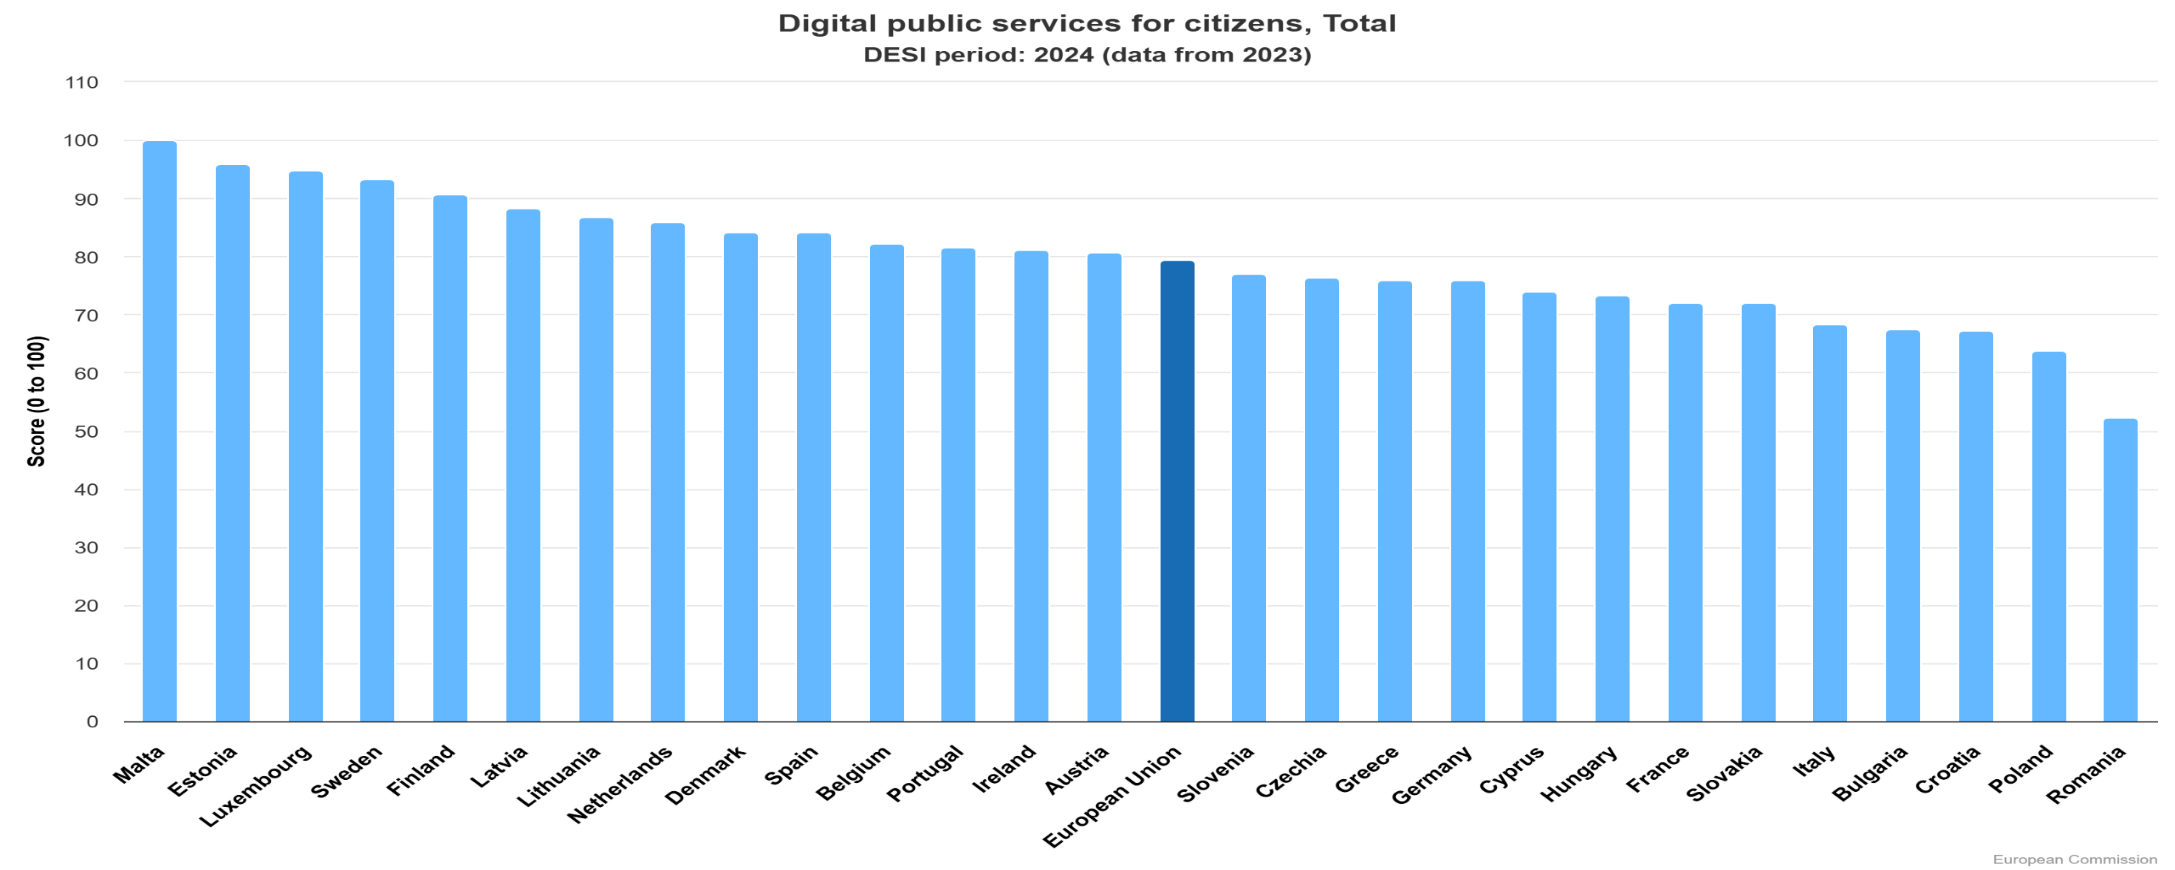 Digital public services for citizens, Total
DESI period: 2024 (data from 2023)
Score (0 to 100)
110
100
90
80
70
60
50
40
30
20
10
0
Malta
Estonia
Luxembourg
Sweden
Finland
Latvia
Lithuania
Netherlands
Denmark
Spain
Belgium
Portugal
Ireland
Austria
European Union
Slovenia
Czechia
Greece
Germany
Cyprus
Hungary
France
Slovakia
Italy
Bulgaria
Croatia
Poland
Romania
European Commission